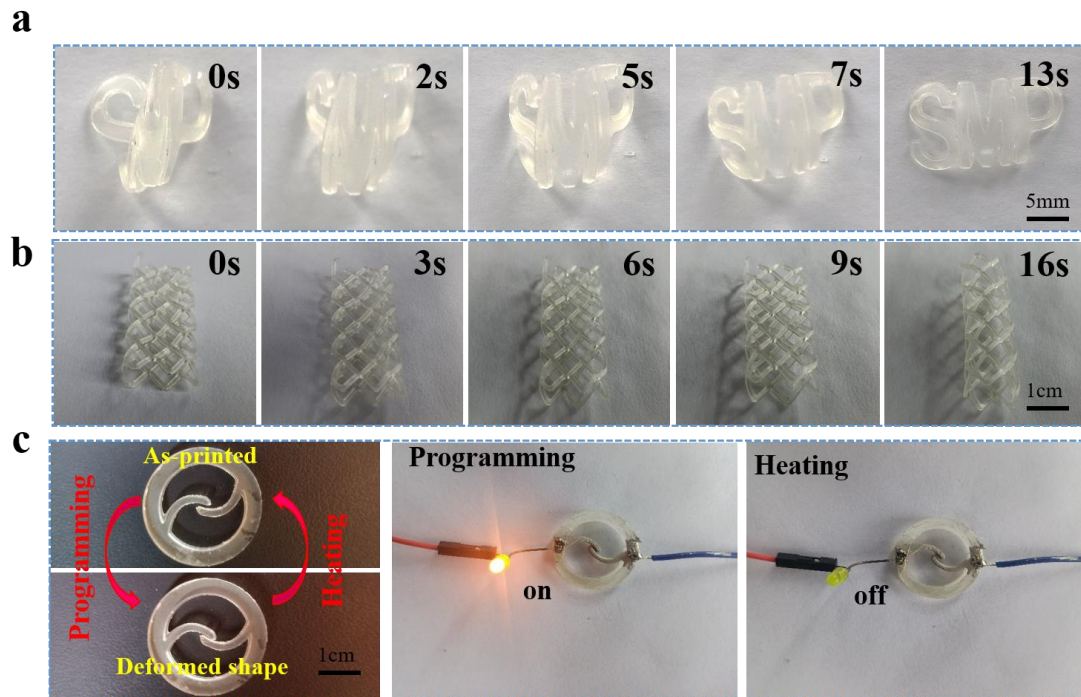 a
0s
2s
5s
7s
13s
5mm
b
0s
3s
6s
9s
16s
1cm
c
As-printed
Programming
Heating
Deformed shape
1cm
Programming
on
Heating
off